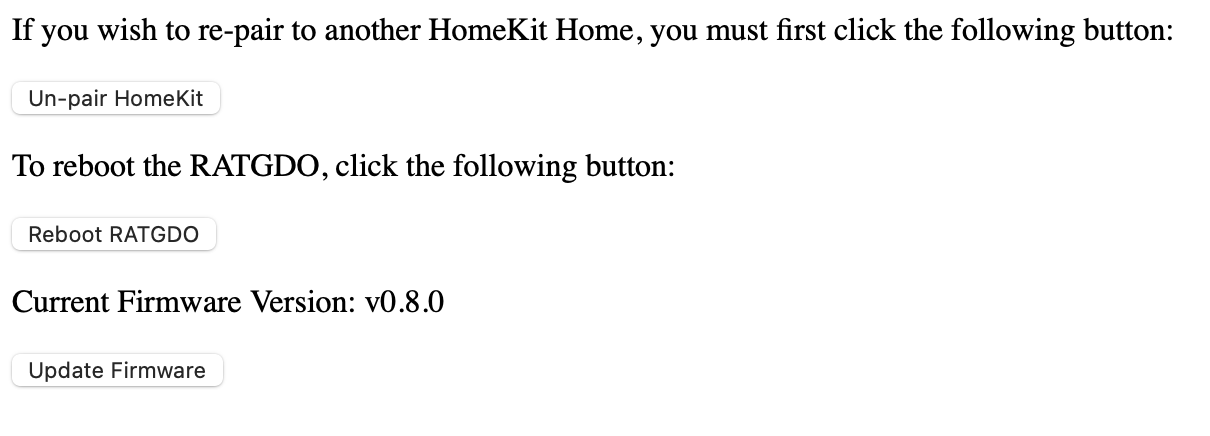 If you wish to re-pair to another HomeKit Home, you must first click the following button:
Un-pair HomeKit
To reboot the RATGDO, click the following button:
Reboot RATGDO
Current Firmware Version: v0.8.0
Update Firmware